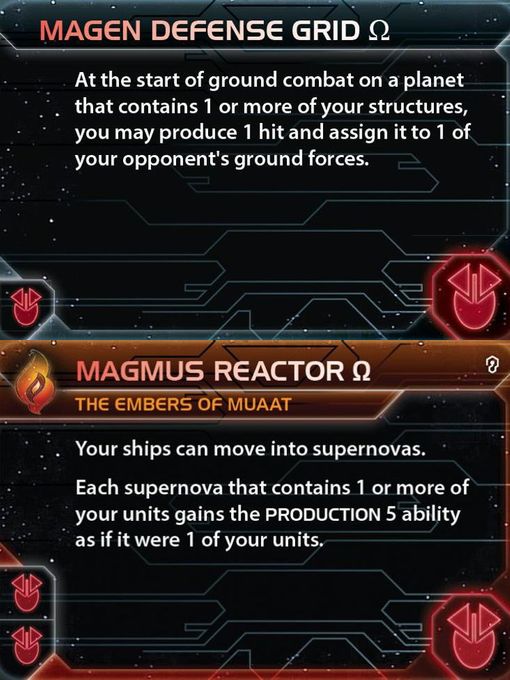 MAGEN DEFENSE GRID Ω
At the start of ground combat on a planet
that contains 1 or more of your structures,
you may produce 1 hit and assign it to 1 of
your opponent's ground forces.
MAGMUS REACTOR Ω
THE EMBERS OF MUAAT
Your ships can move into supernovas.
Each supernova that contains 1 or more of
your units gains the PRODUCTION 5 ability
as if it were 1 of your units.